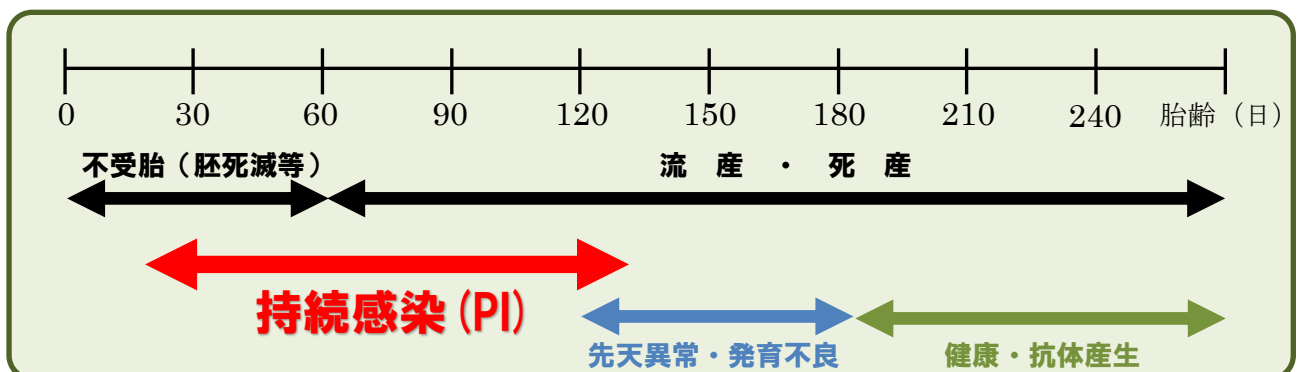 0 30 60 90 120 150 180 210 240 胎齢（日）
不受胎（胚死滅等） 流 産 ・ 死 産
持続感染(PI)
先天異常・発育不良 健康・抗体産生